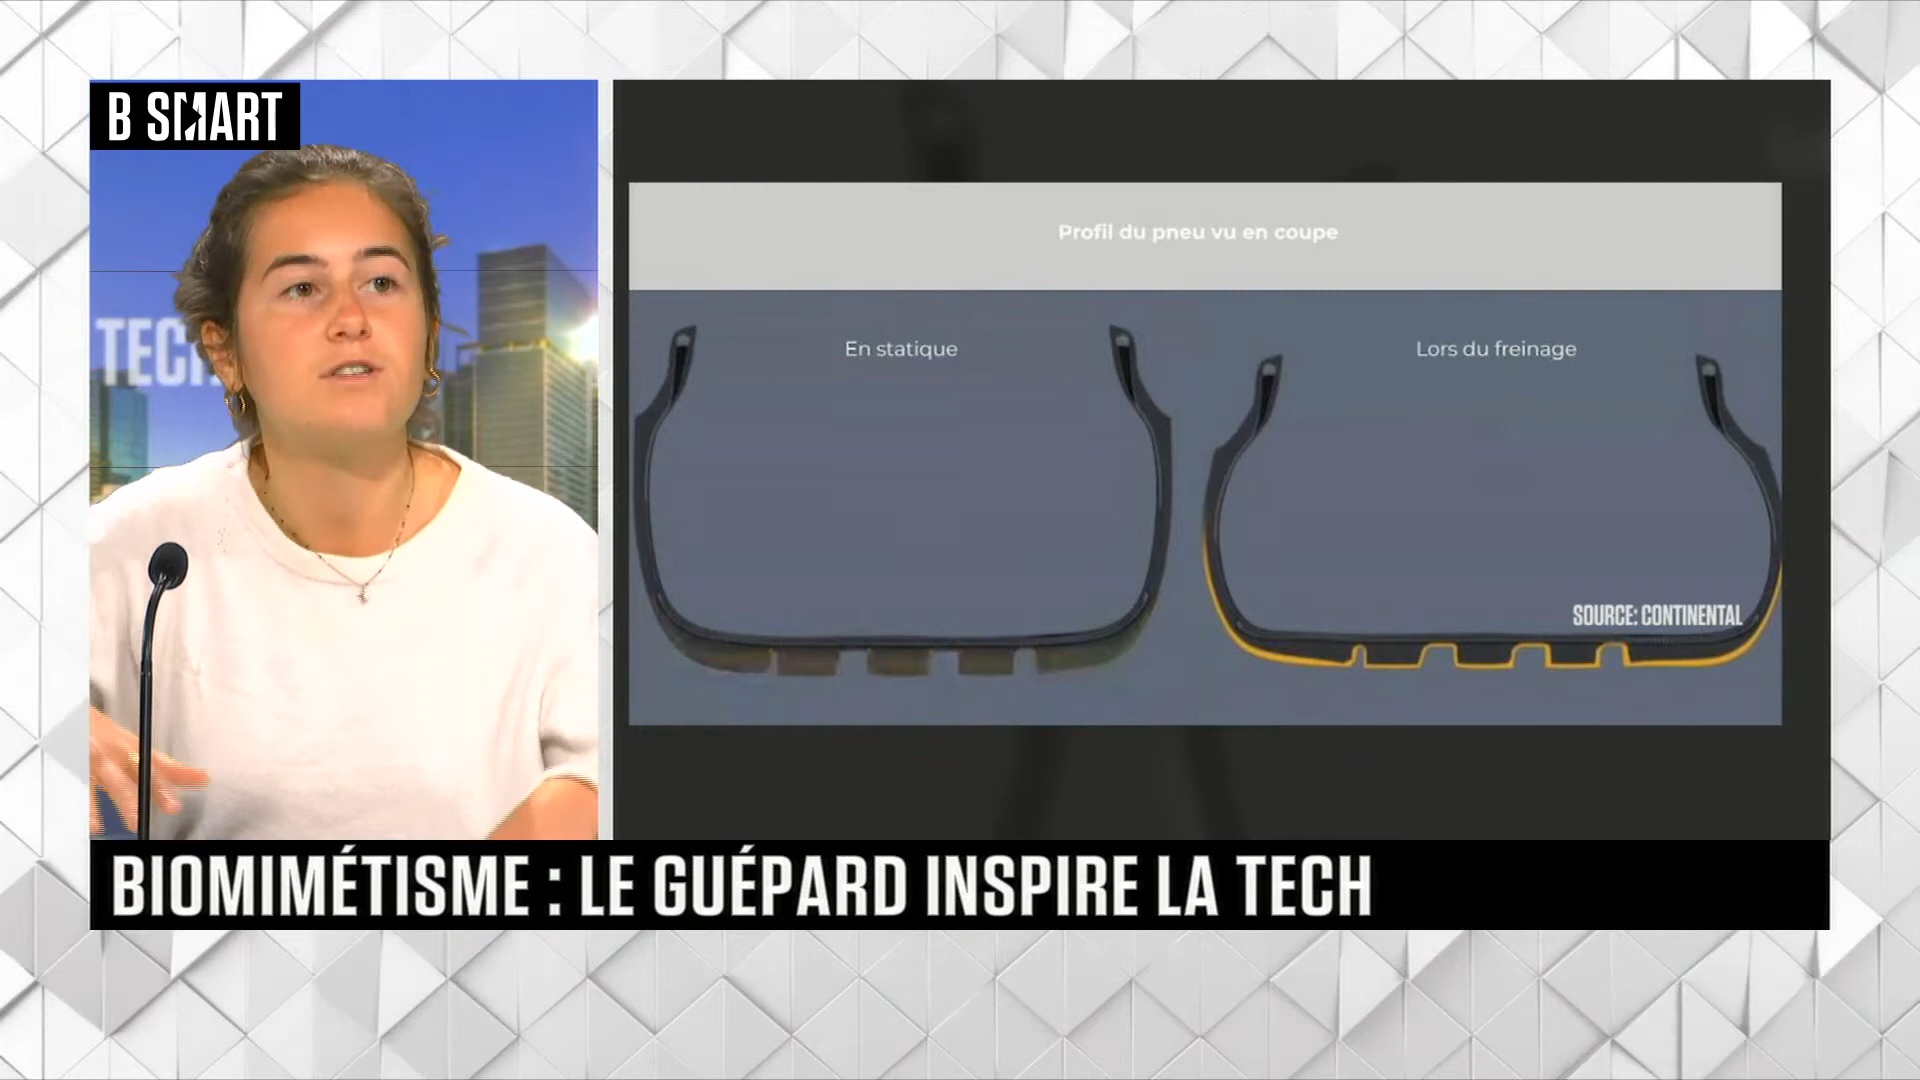 B SMART
TECH
Profil du pneu vu en coupe
En statique
Lors du freinage
SOURCE: CONTINENTAL
BIOMIMÉTISME : LE GUÉPARD INSPIRE LA TECH